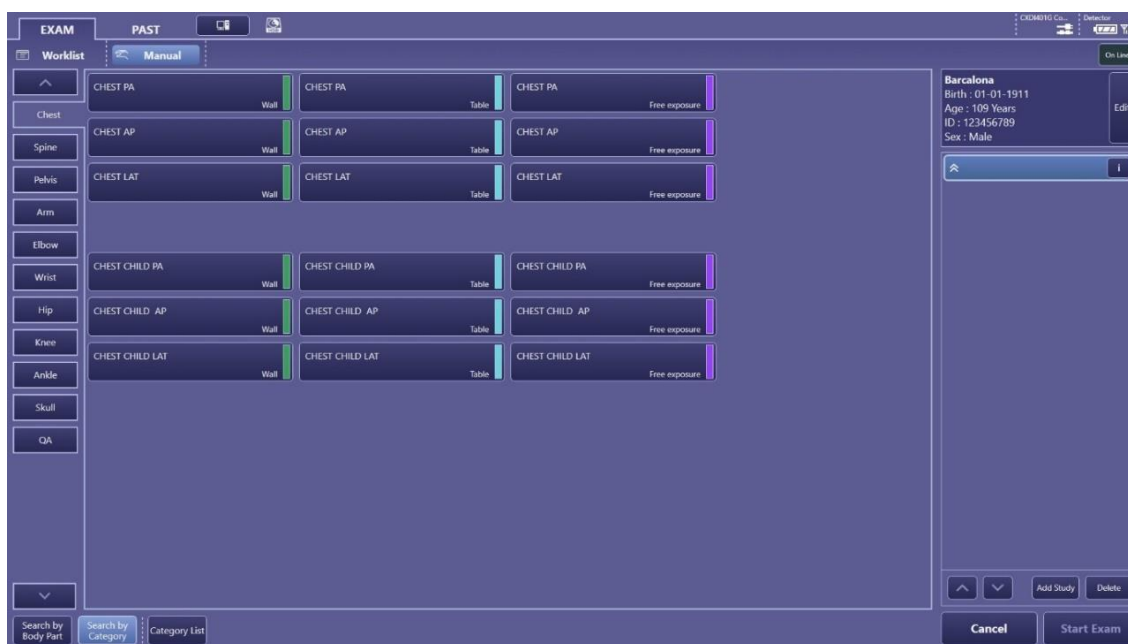 EXAM
PAST
CXDI401G Co...
Detector
Worklist
Manual
On Line
Chest
Spine
Pelvis
Arm
Elbow
Wrist
Hip
Knee
Ankle
Skull
QA
CHEST PA
Wall
CHEST PA
Table
CHEST PA
Free exposure
CHEST AP
Wall
CHEST AP
Table
CHEST AP
Free exposure
CHEST LAT
Wall
CHEST LAT
Table
CHEST LAT
Free exposure
CHEST CHILD PA
Wall
CHEST CHILD PA
Table
CHEST CHILD PA
Free exposure
CHEST CHILD AP
Wall
CHEST CHILD AP
Table
CHEST CHILD AP
Free exposure
CHEST CHILD LAT
Wall
CHEST CHILD LAT
Table
CHEST CHILD LAT
Free exposure
Barcalona
Birth : 01-01-1911
Age : 109 Years
ID : 123456789
Sex : Male
Edi
i
Add Study
Delete
Search by
Body Part
Search by
Category
Category List
Cancel
Start Exam